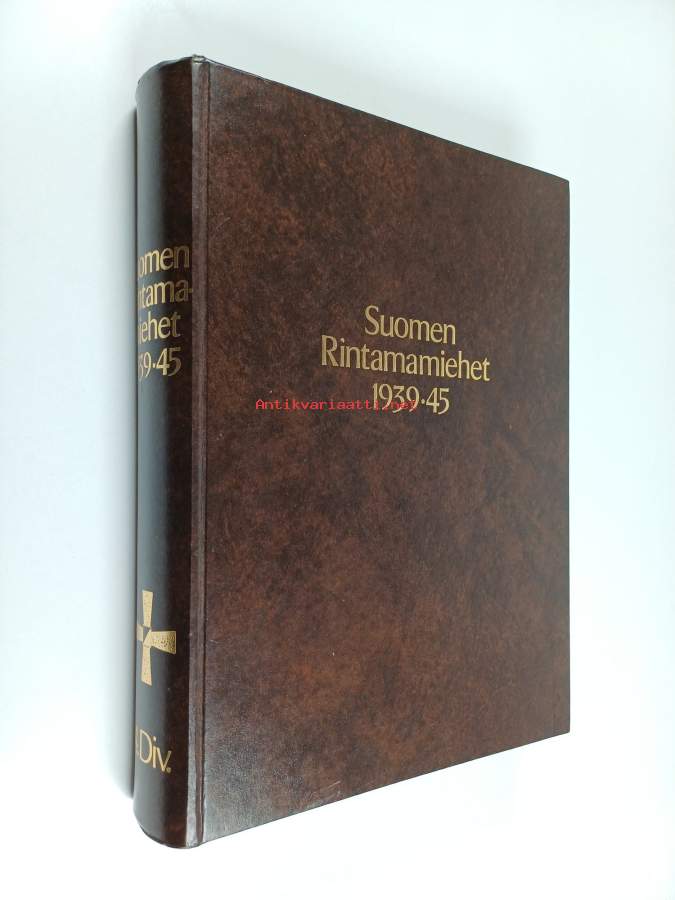 Suomen
Rintamamiehet
1939·45
Antikvariaatti.net
Div.